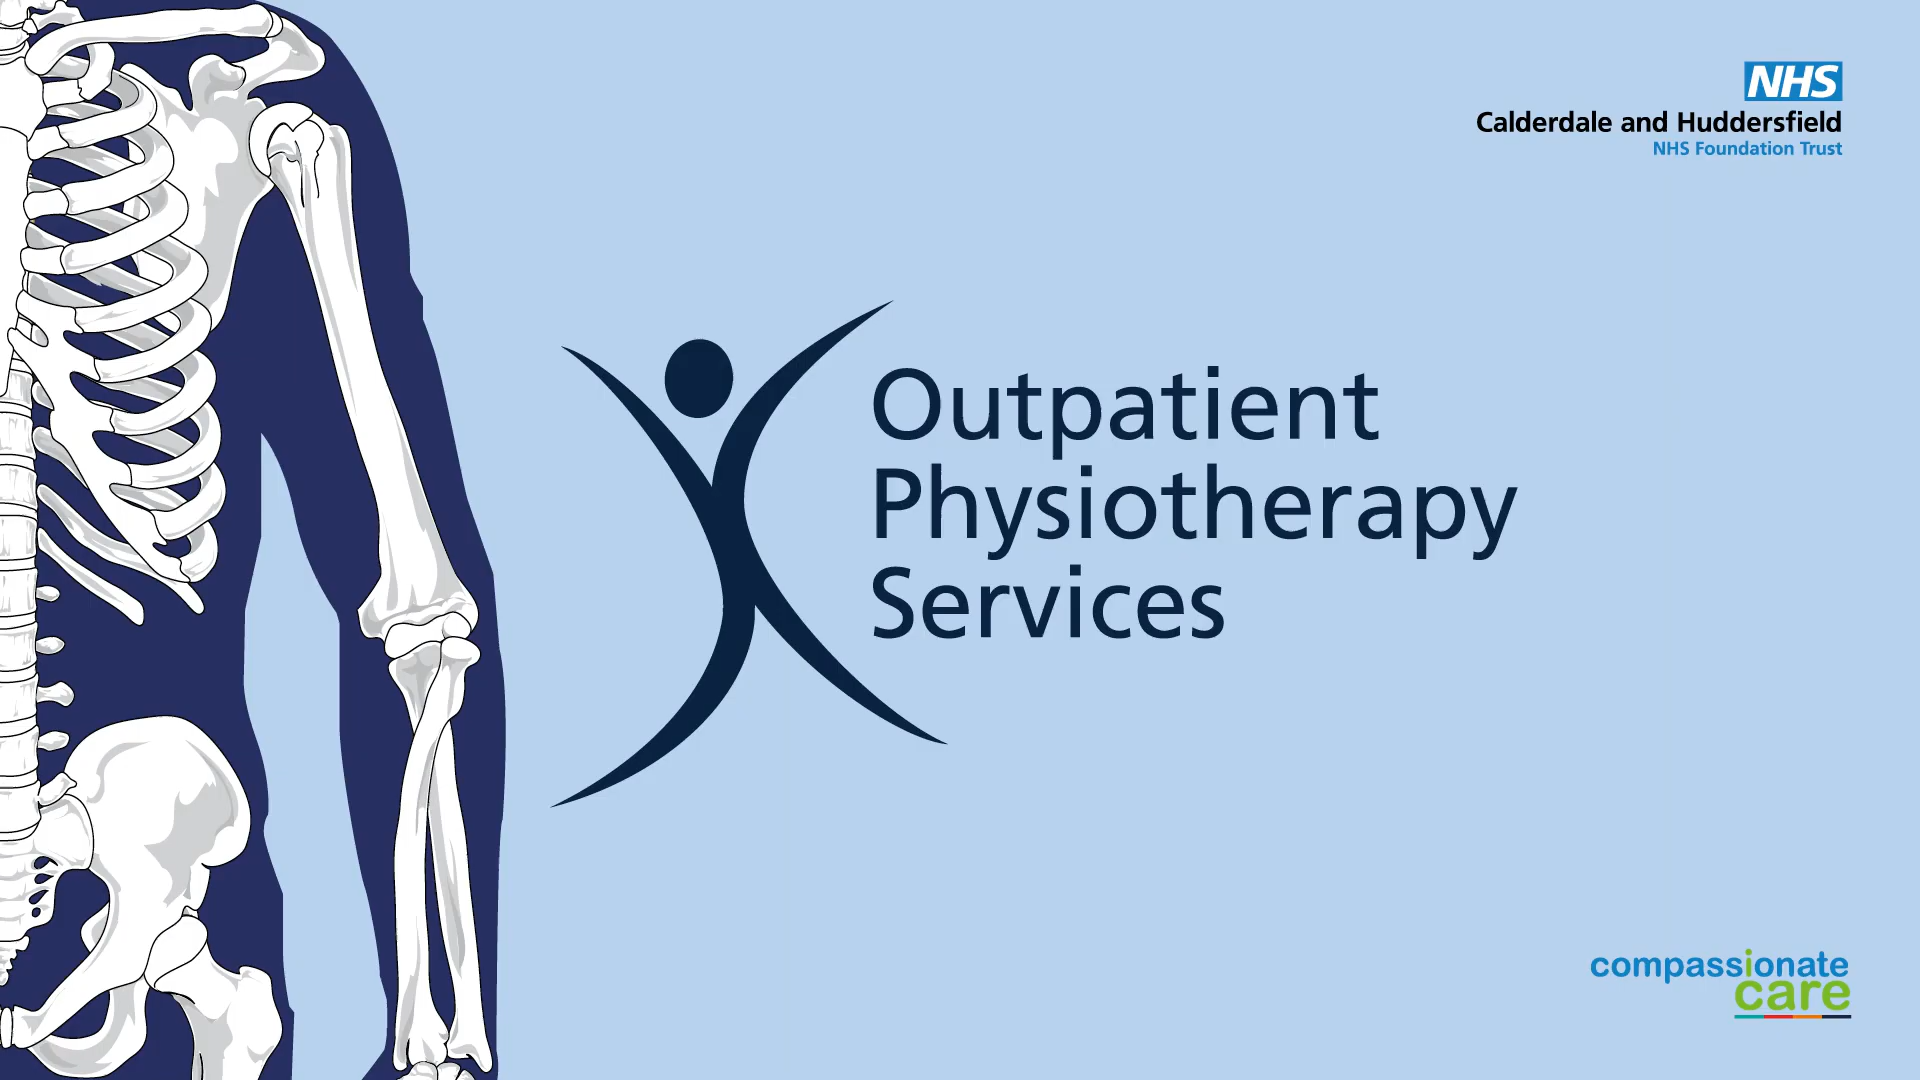 NHS
Calderdale and Huddersfield
NHS Foundation Trust
Outpatient
Physiotherapy
Services
compassionate
care